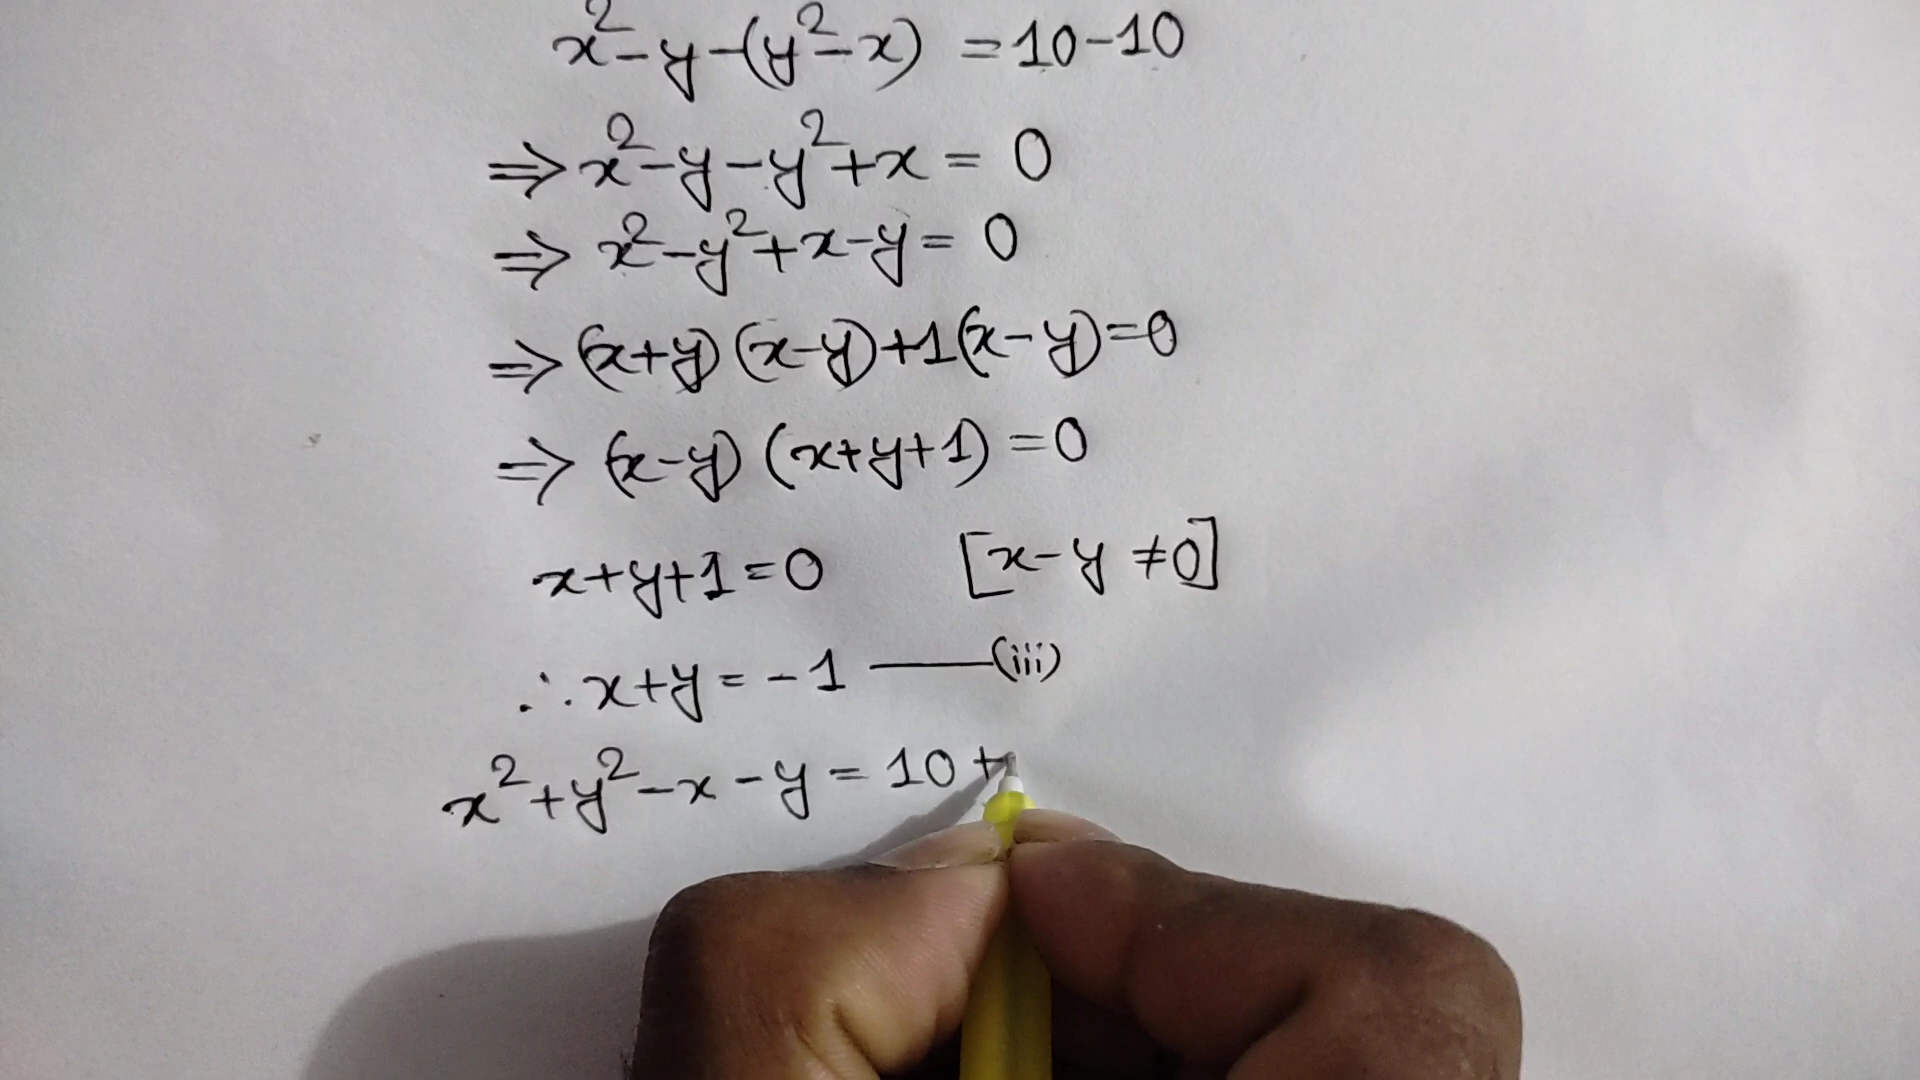 x²-y-(y²-x) =10-10
⇒x²-y-y²+x = 0
⇒ x²-y²+x-y= 0
⇒(x+y)(x-y)+1(x-y)=0
⇒ (x-y) (x+y+1)=0
x+y+1=0 [x-y ≠0]
∴x+y=-1 ——(iii)
x²+y²-x-y=10+